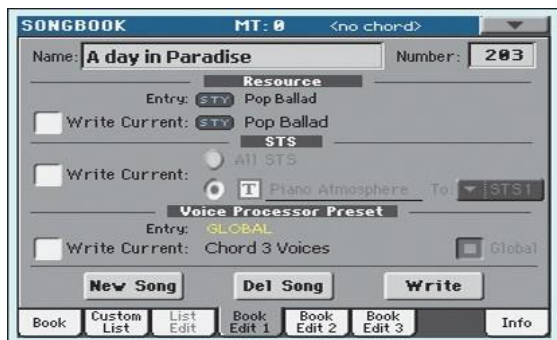 SONGBOOK MT:0 <no chord>
Name: A day in Paradise Number: 203
Resource
Entry: STY Pop Ballad
Write Current: STY Pop Ballad
STS
All STS
Write Current:
T Piano Atmosphere To: STS1
Voice Processor Preset
Entry: GLOBAL
Write Current: Chord 3 Voices Global
New Song Del Song Write
Book Custom List List Edit Book Edit 1 Book Edit 2 Book Edit 3 Info